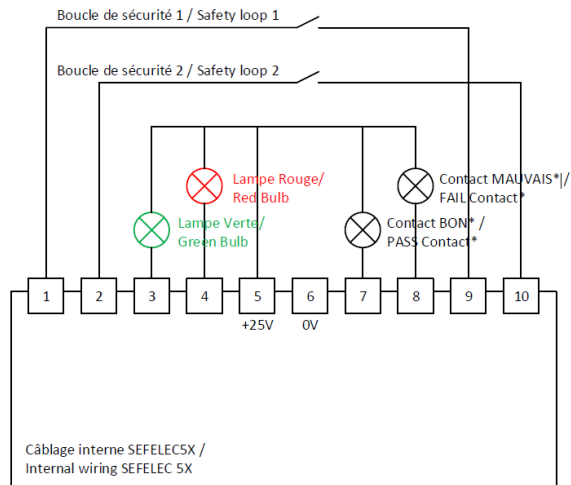 Boucle de sécurité 1 / Safety loop 1
Boucle de sécurité 2 / Safety loop 2
Lampe Rouge/
Red Bulb
Contact MAUVAIS*|/
FAIL Contact*
Lampe Verte/
Green Bulb
Contact BON* /
PASS Contact*
1 2 3 4 5 6 7 8 9 10
+25V 0V
Câblage interne SEFELEC5X /
Internal wiring SEFELEC 5X